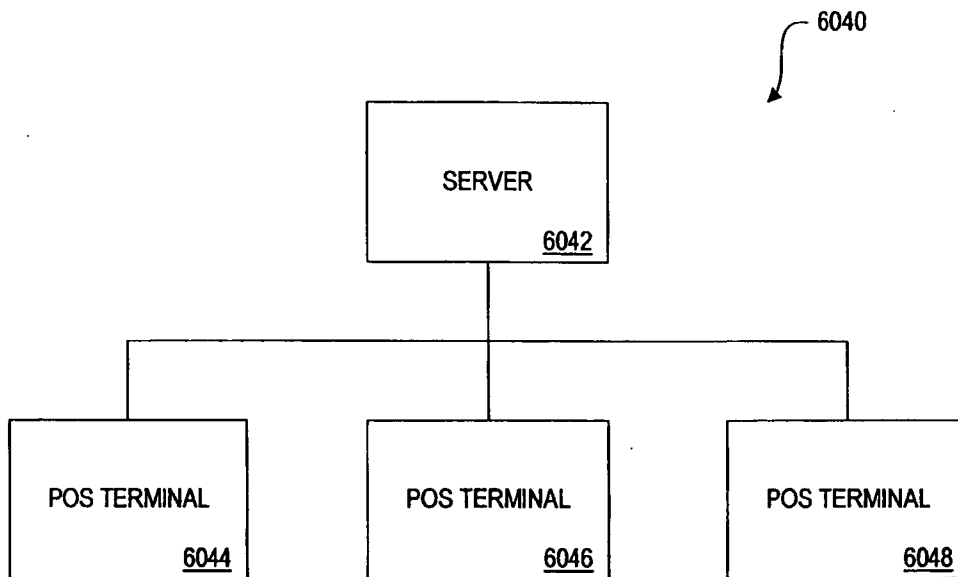 6040
SERVER
6042
POS TERMINAL
6044
POS TERMINAL
6046
POS TERMINAL
6048